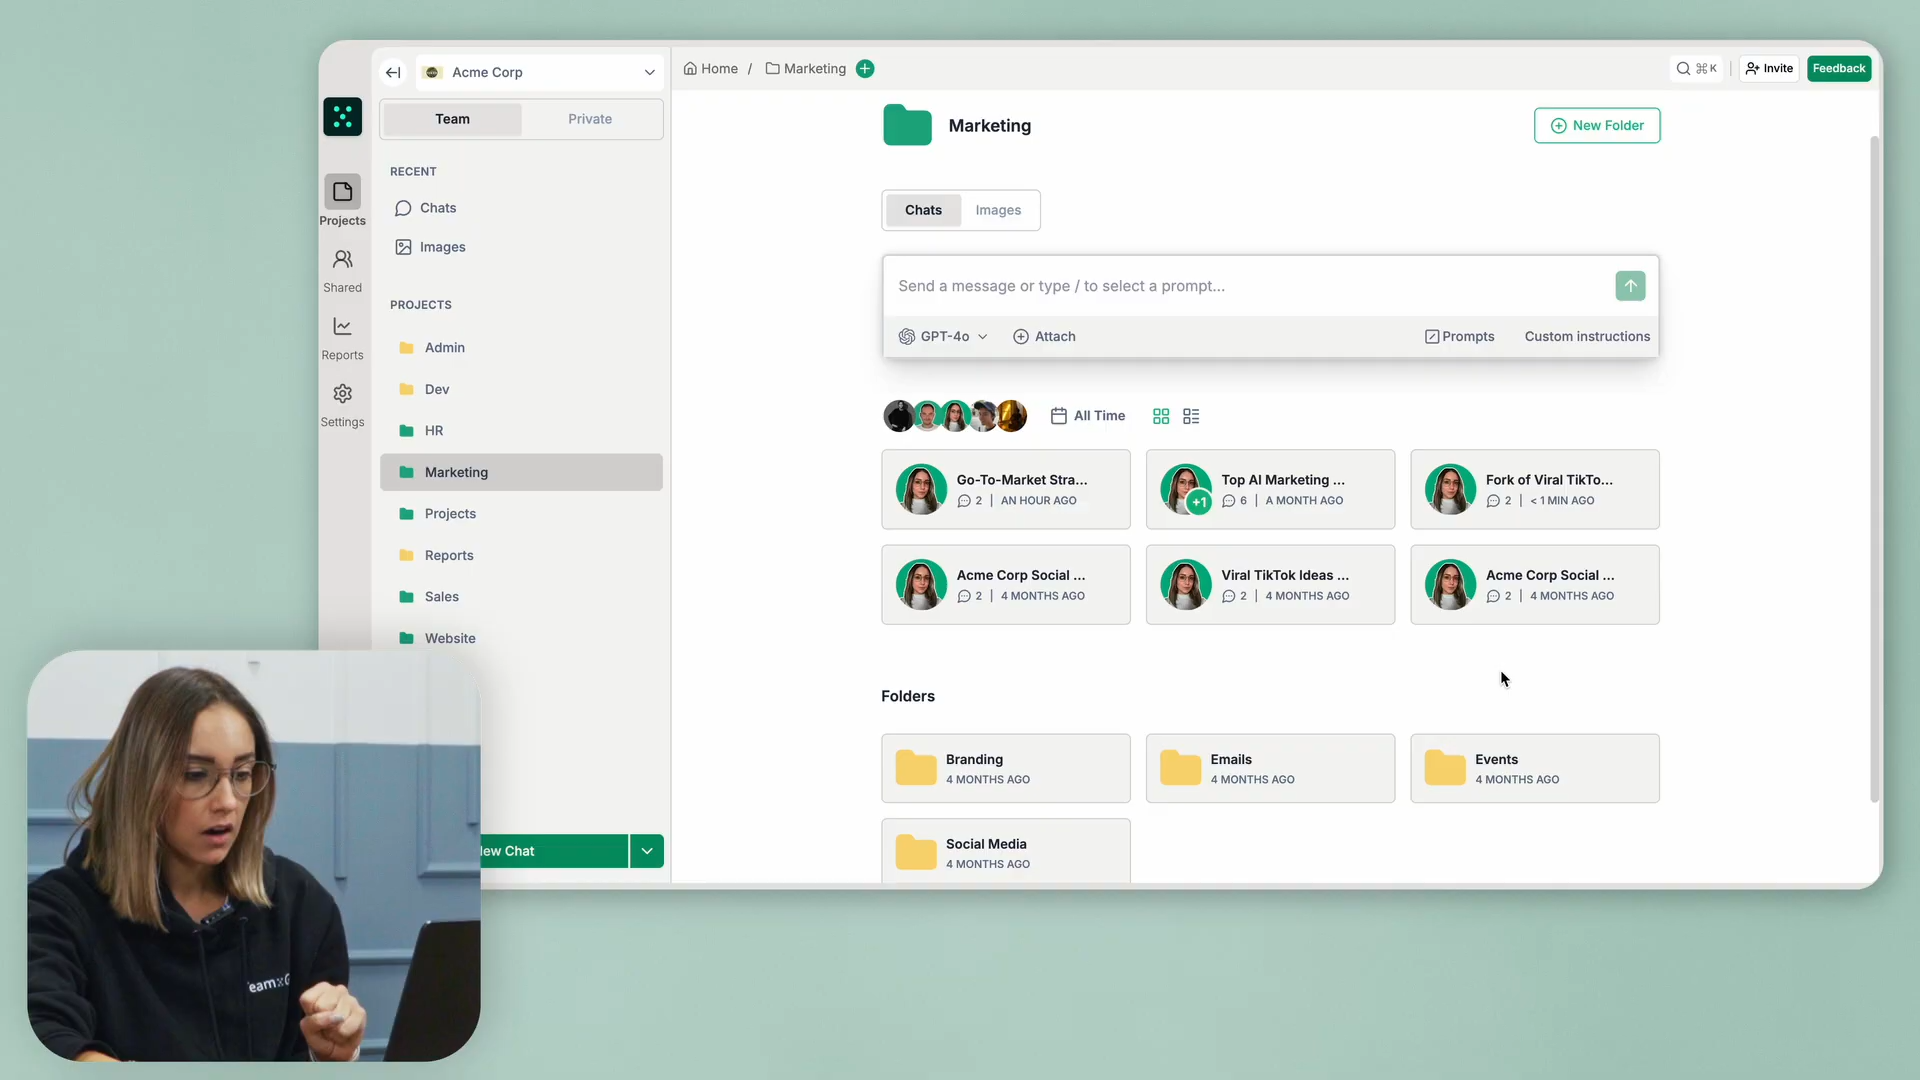 Acme Corp
Home / Marketing
⌘K
Invite
Feedback
Team
Private
Projects
Shared
Reports
Settings
RECENT
Chats
Images
PROJECTS
Admin
Dev
HR
Marketing
Projects
Reports
Sales
Website
ew Chat
Marketing
New Folder
Chats
Images
Send a message or type / to select a prompt...
GPT-4o
Attach
Prompts
Custom instructions
All Time
Go-To-Market Stra...
2 | AN HOUR AGO
Top AI Marketing ...
+1
6 | A MONTH AGO
Fork of Viral TikTo...
2 | < 1 MIN AGO
Acme Corp Social ...
2 | 4 MONTHS AGO
Viral TikTok Ideas ...
2 | 4 MONTHS AGO
Acme Corp Social ...
2 | 4 MONTHS AGO
Folders
Branding
4 MONTHS AGO
Emails
4 MONTHS AGO
Events
4 MONTHS AGO
Social Media
4 MONTHS AGO